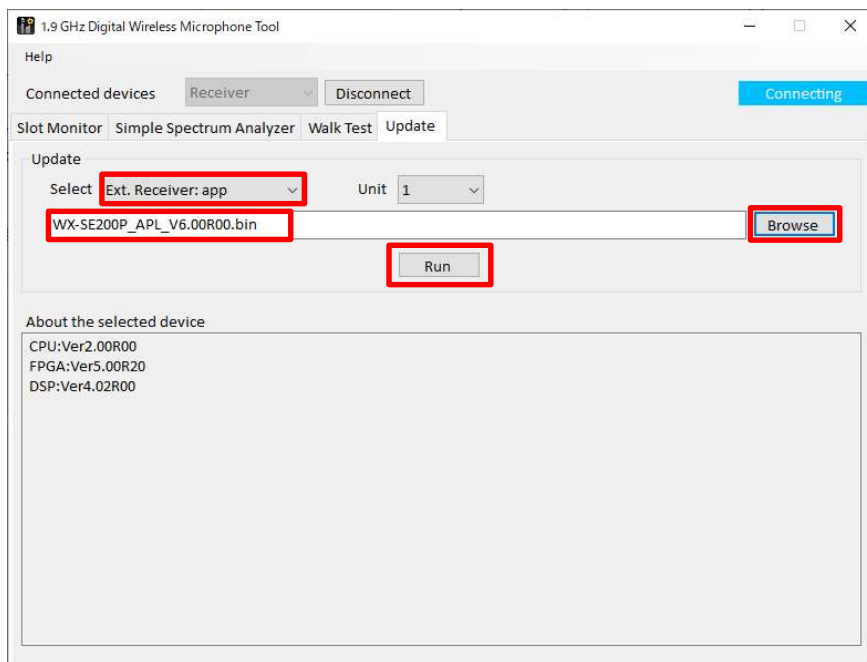 1.9 GHz Digital Wireless Microphone Tool
Help
Connected devices Receiver Disconnect Connecting
Slot Monitor Simple Spectrum Analyzer Walk Test Update
Update
Select Ext. Receiver: app Unit 1
WX-SE200P_APL_V6.00R00.bin Browse
Run
About the selected device
CPU:Ver2.00R00
FPGA:Ver5.00R20
DSP:Ver4.02R00